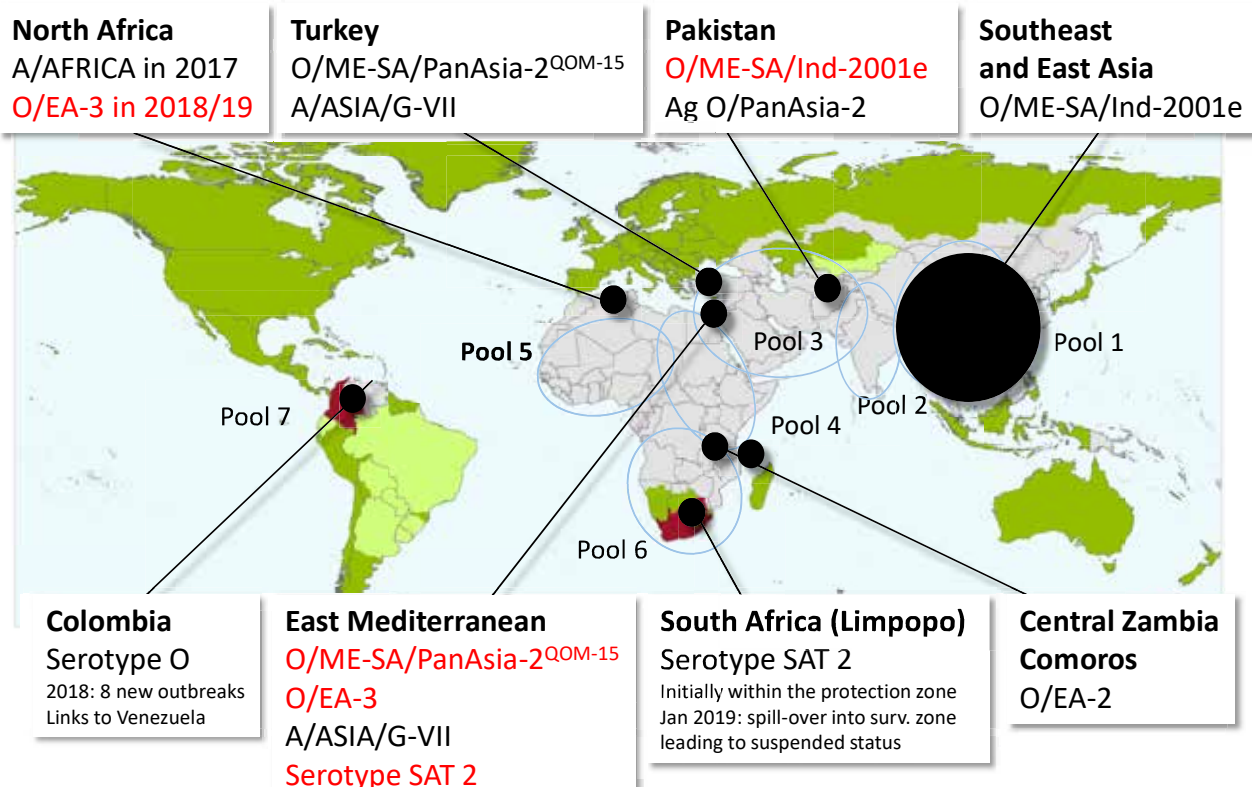 North Africa
A/AFRICA in 2017
O/EA-3 in 2018/19
Turkey
O/ME-SA/PanAsia-2QOM-15
A/ASIA/G-VII
Pakistan
O/ME-SA/Ind-2001e
Ag O/PanAsia-2
Southeast
and East Asia
O/ME-SA/Ind-2001e
Pool 5
Pool 3
Pool 1
Pool 7
Pool 2
Pool 4
Pool 6
Colombia
Serotype O
2018: 8 new outbreaks
Links to Venezuela
East Mediterranean
O/ME-SA/PanAsia-2QOM-15
O/EA-3
A/ASIA/G-VII
Serotype SAT 2
South Africa (Limpopo)
Serotype SAT 2
Initially within the protection zone
Jan 2019: spill-over into surv. zone
leading to suspended status
Central Zambia
Comoros
O/EA-2